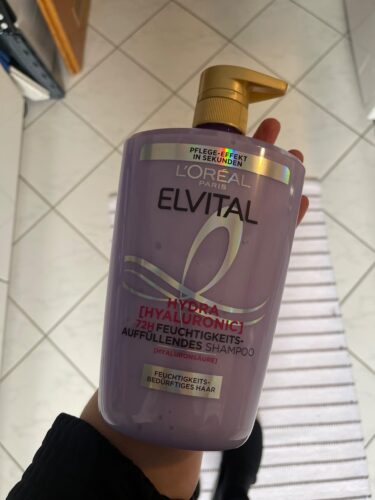 PFLEGE-EFFEKT
IN SEKUNDEN
L'ORÉAL
PARIS
ELVITAL
HYDRA
[HYALURONIC]
72H FEUCHTIGKEITS-
AUFFÜLLENDES SHAMPOO
[HYALURONSÄURE]
FEUCHTIGKEITS-
BEDÜRFTIGES HAAR